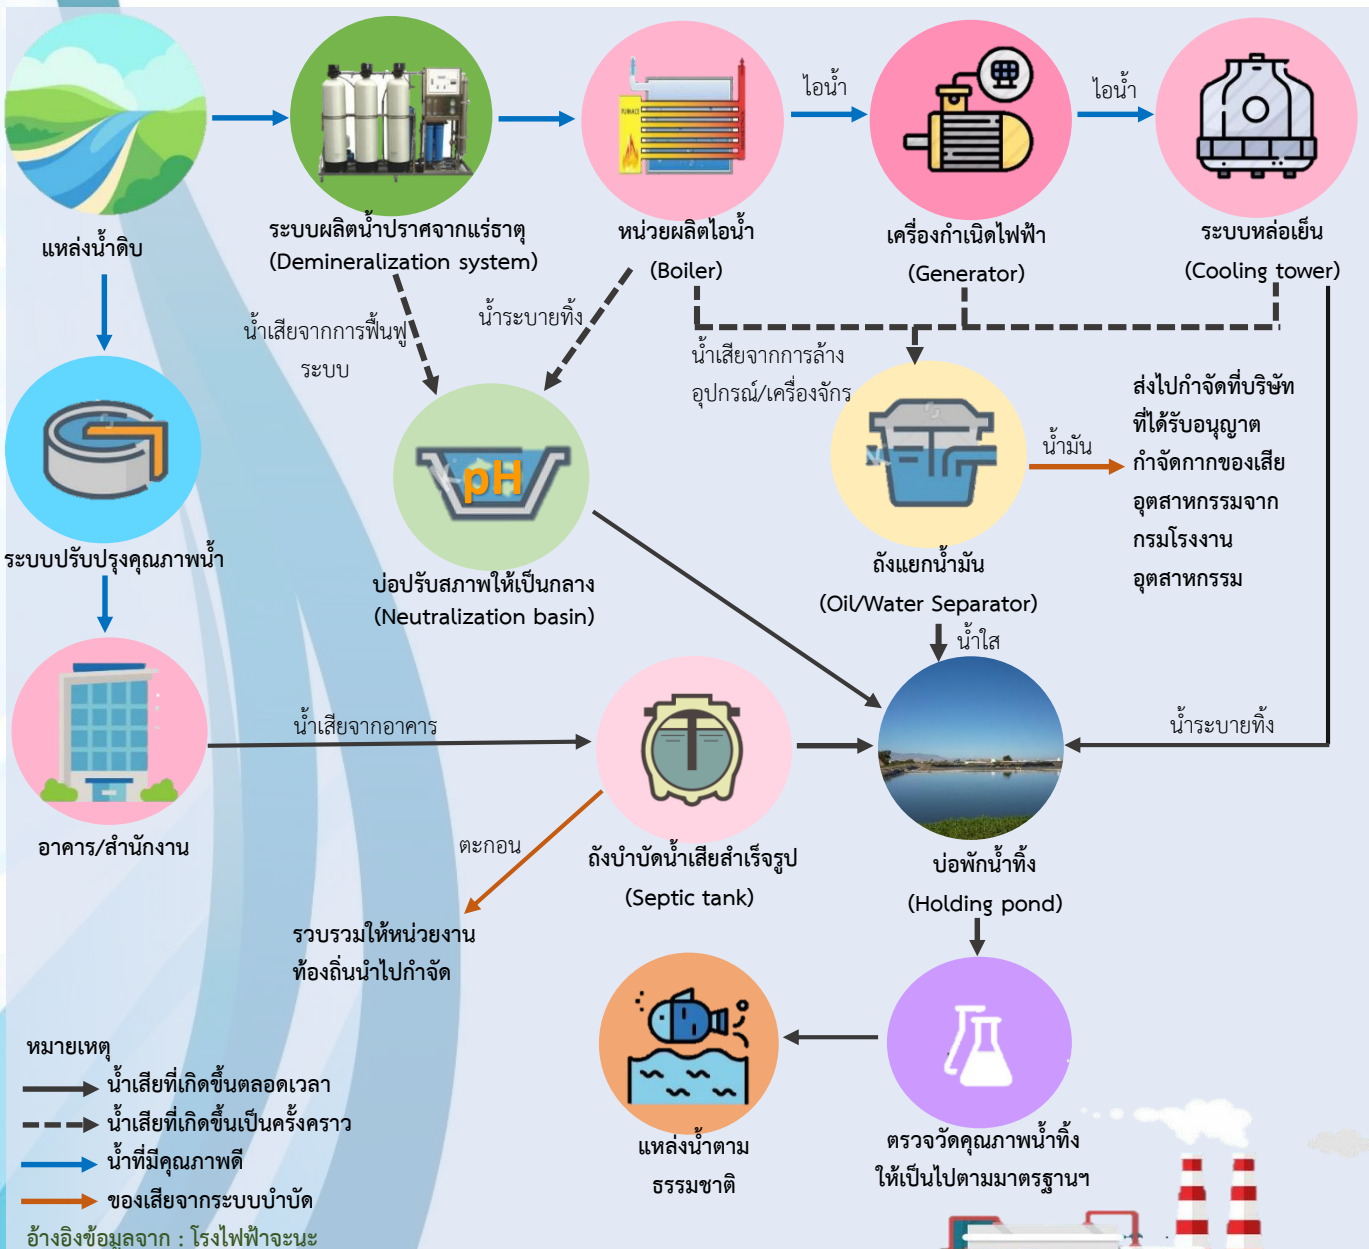 ไอน้ำ
ไอน้ำ
FURNACE
แหล่งน้ำดิบ
ระบบผลิตน้ำปราศจากแร่ธาตุ
(Demineralization system)
หน่วยผลิตไอน้ำ
(Boiler)
เครื่องกำเนิดไฟฟ้า
(Generator)
ระบบหล่อเย็น
(Cooling tower)
น้ำเสียจากการฟื้นฟู
ระบบ
น้ำระบายทิ้ง
น้ำเสียจากการล้าง
อุปกรณ์/เครื่องจักร
น้ำมัน
ส่งไปกำจัดที่บริษัท
ที่ได้รับอนุญาต
กำจัดกากของเสีย
อุตสาหกรรมจาก
กรมโรงงาน
อุตสาหกรรม
pH
ระบบปรับปรุงคุณภาพน้ำ
บ่อปรับสภาพให้เป็นกลาง
(Neutralization basin)
ถังแยกน้ำมัน
(Oil/Water Separator)
น้ำใส
น้ำเสียจากอาคาร
น้ำระบายทิ้ง
อาคาร/สำนักงาน
ตะกอน
ถังบำบัดน้ำเสียสำเร็จรูป
(Septic tank)
บ่อพักน้ำทิ้ง
(Holding pond)
รวบรวมให้หน่วยงาน
ท้องถิ่นนำไปกำจัด
แหล่งน้ำตาม
ธรรมชาติ
ตรวจวัดคุณภาพน้ำทิ้ง
ให้เป็นไปตามมาตรฐานฯ
หมายเหตุ
น้ำเสียที่เกิดขึ้นตลอดเวลา
น้ำเสียที่เกิดขึ้นเป็นครั้งคราว
น้ำที่มีคุณภาพดี
ของเสียจากระบบบำบัด
อ้างอิงข้อมูลจาก : โรงไฟฟ้าจะนะ